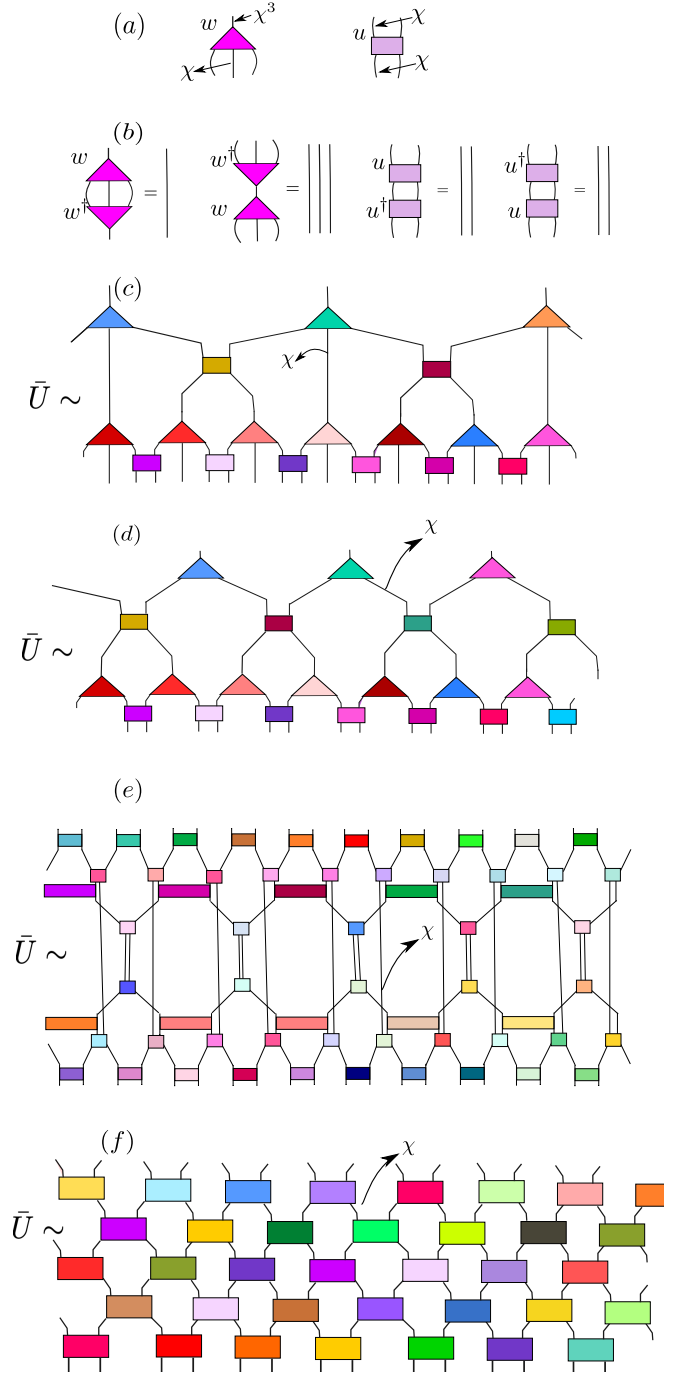 (a)
w χ³
χ
u χ
χ
(b)
w w† u u†
= = = =
w† w u† u
(c)
χ
Ū ∼
(d)
χ
Ū ∼
(e)
χ
Ū ∼
(f)
χ
Ū ∼